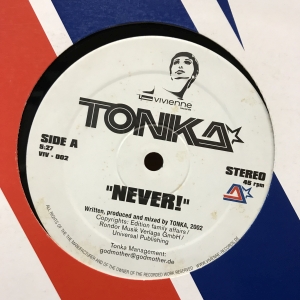 vivienne
TONKA
SIDE A
5:27
VIV - 002
STEREO
45 rpm
"NEVER!"
Written, produced and mixed by TONKA, 2002
Copyrights: Edition family affairs /
Rondor Musik Verlags GmbH /
Universal Publishing
Tonka Management:
godmother@godmother.de